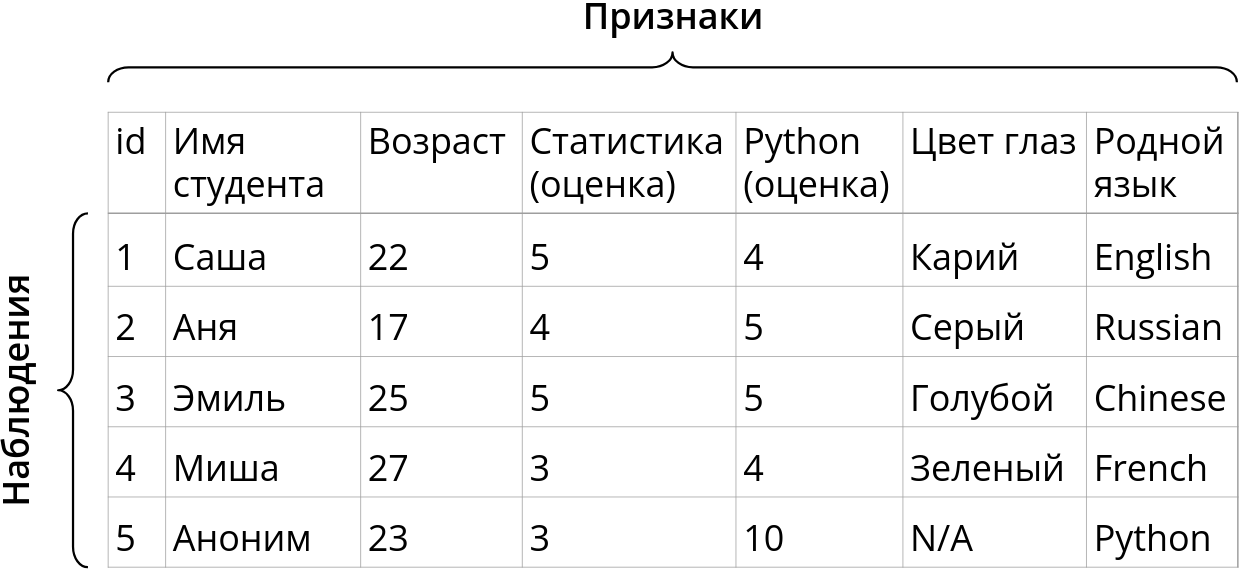 Признаки
id Имя студента Возраст Статистика (оценка) Python (оценка) Цвет глаз Родной язык
Наблюдения
1 Саша 22 5 4 Карий English
2 Аня 17 4 5 Серый Russian
3 Эмиль 25 5 5 Голубой Chinese
4 Миша 27 3 4 Зеленый French
5 Аноним 23 3 10 N/A Python